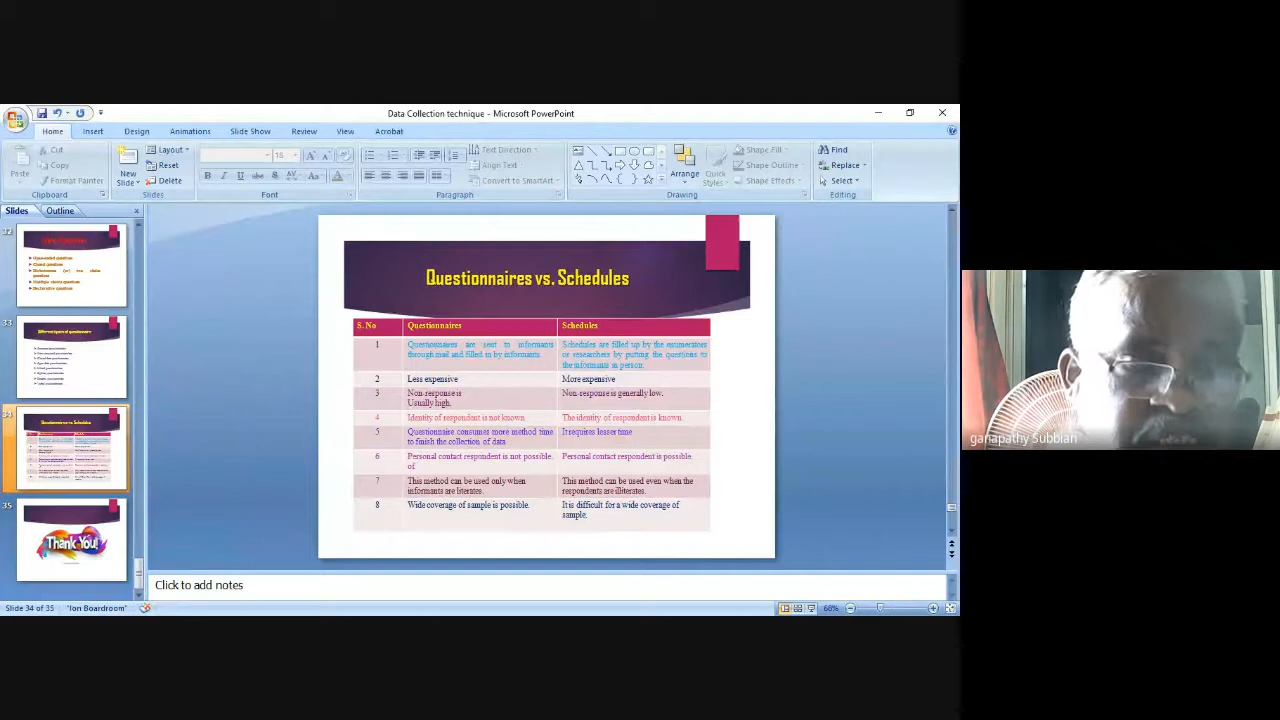 Data Collection technique - Microsoft PowerPoint
Home Insert Design Animations Slide Show Review View Acrobat
Paste
Cut
Copy
Format Painter
Clipboard
New
Slide
Layout
Reset
Delete
Slides
18
Font
Paragraph
Text Direction
Align Text
Convert to SmartArt
Arrange
Quick
Styles
Shape Fill
Shape Outline
Shape Effects
Drawing
Find
Replace
Select
Editing
Slides Outline
33
34
35
Thank You!
Questionnaires vs. Schedules
S. No Questionnaires Schedules
1 Questionnaires are sent to informants Schedules are filled up by the enumerators
through mail and filled in by informants. or researchers by putting the questions to
the informants in person.
2 Less expensive More expensive
3 Non-response is Non-response is generally low.
Usually high.
4 Identity of respondent is not known. The identity of respondent is known.
5 Questionnaire consumes more method time It requires lesser time
to finish the collection of data
6 Personal contact respondent is not possible. Personal contact respondent is possible.
of
7 This method can be used only when This method can be used even when the
informants are literates. respondents are illiterates.
8 Wide coverage of sample is possible. It is difficult for a wide coverage of
sample.
Click to add notes
Slide 34 of 35 "Ion Boardroom" 68%
ganapathy Subbian